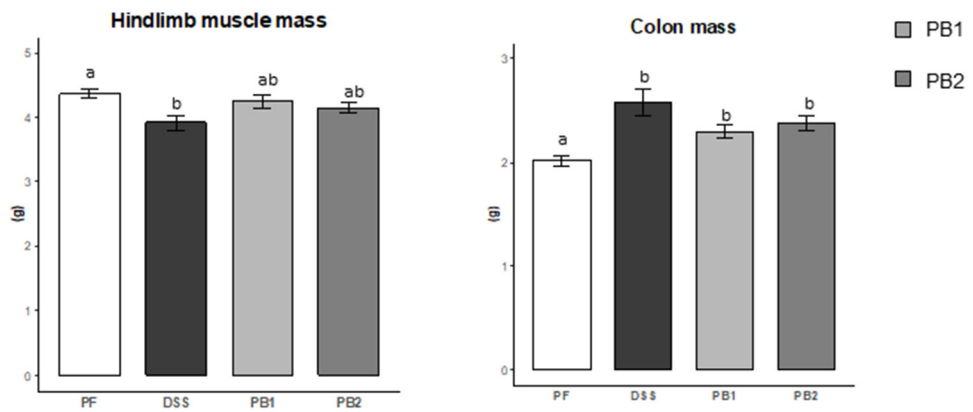 Hindlimb muscle mass
5
4
3
2
1
0
(g)
a
b
ab
ab
PF DSS PB1 PB2
Colon mass
3
2
1
0
(g)
a
b
b
b
PF DSS PB1 PB2
PB1
PB2